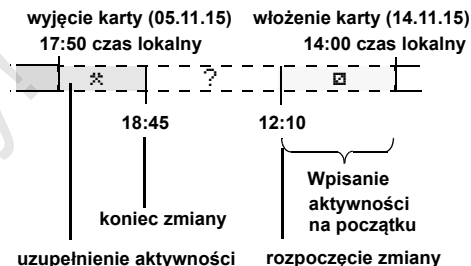 wyjęcie karty (05.11.15) włożenie karty (14.11.15)
17:50 czas lokalny 14:00 czas lokalny
?
18:45 12:10
Wpisanie
aktywności
na początku
koniec zmiany
uzupełnienie aktywności rozpoczęcie zmiany